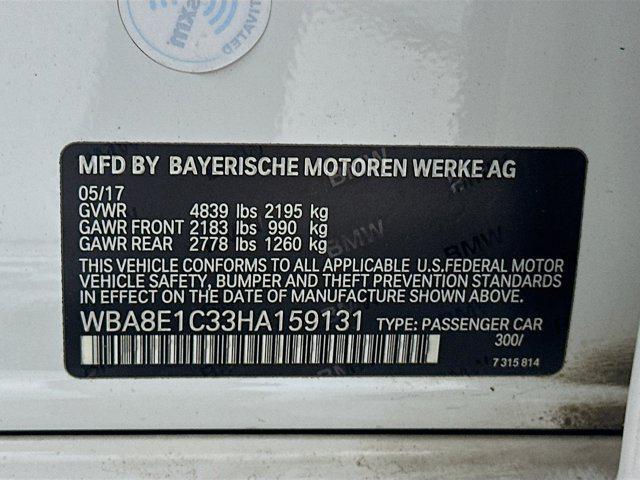 ACTIVATED
MFD BY BAYERISCHE MOTOREN WERKE AG
05/17
GVWR 4839 lbs 2195 kg
GAWR FRONT 2183 lbs 990 kg
GAWR REAR 2778 lbs 1260 kg
THIS VEHICLE CONFORMS TO ALL APPLICABLE U.S.FEDERAL MOTOR
VEHICLE SAFETY, BUMPER AND THEFT PREVENTION STANDARDS
IN EFFECT ON THE DATE OF MANUFACTURE SHOWN ABOVE.
WBA8E1C33HA159131 TYPE: PASSENGER CAR
300/
7 315 814